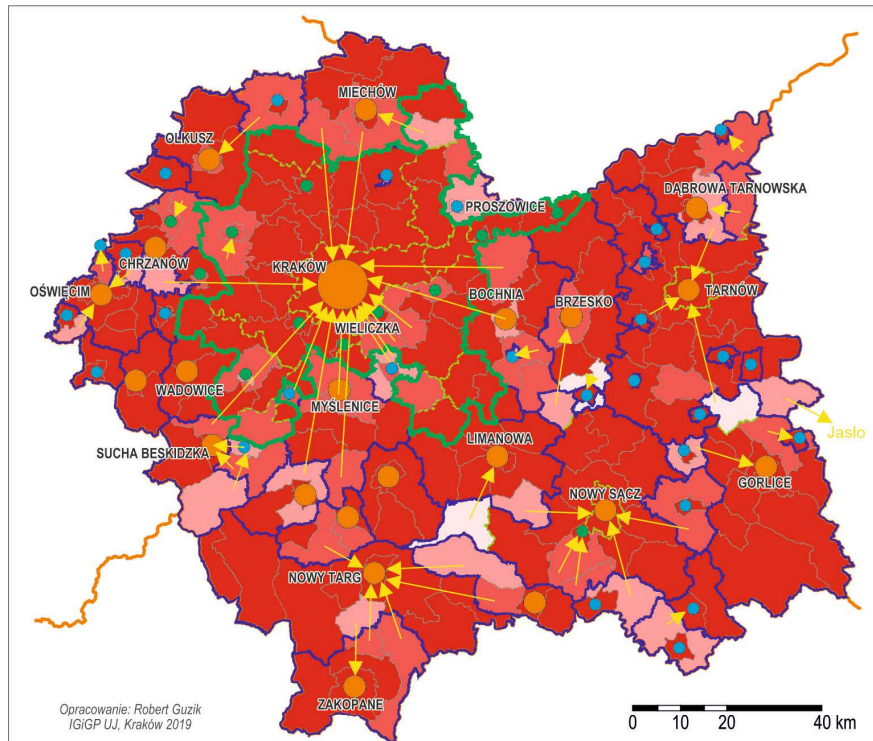 MIECHÓW
OLKUSZ
DĄBROWA TARNOWSKA
PROSZOWICE
CHRZANÓW
KRAKÓW
OŚWIĘCIM
BOCHNIA
BRZESKO
TARNÓW
WIELICZKA
WADOWICE
MYŚLENICE
Jasło
LIMANOWA
SUCHA BESKIDZKA
GORLICE
NOWY SĄCZ
NOWY TARG
ZAKOPANE
Opracowanie: Robert Guzik
IGiGP UJ, Kraków 2019
0 10 20 40 km